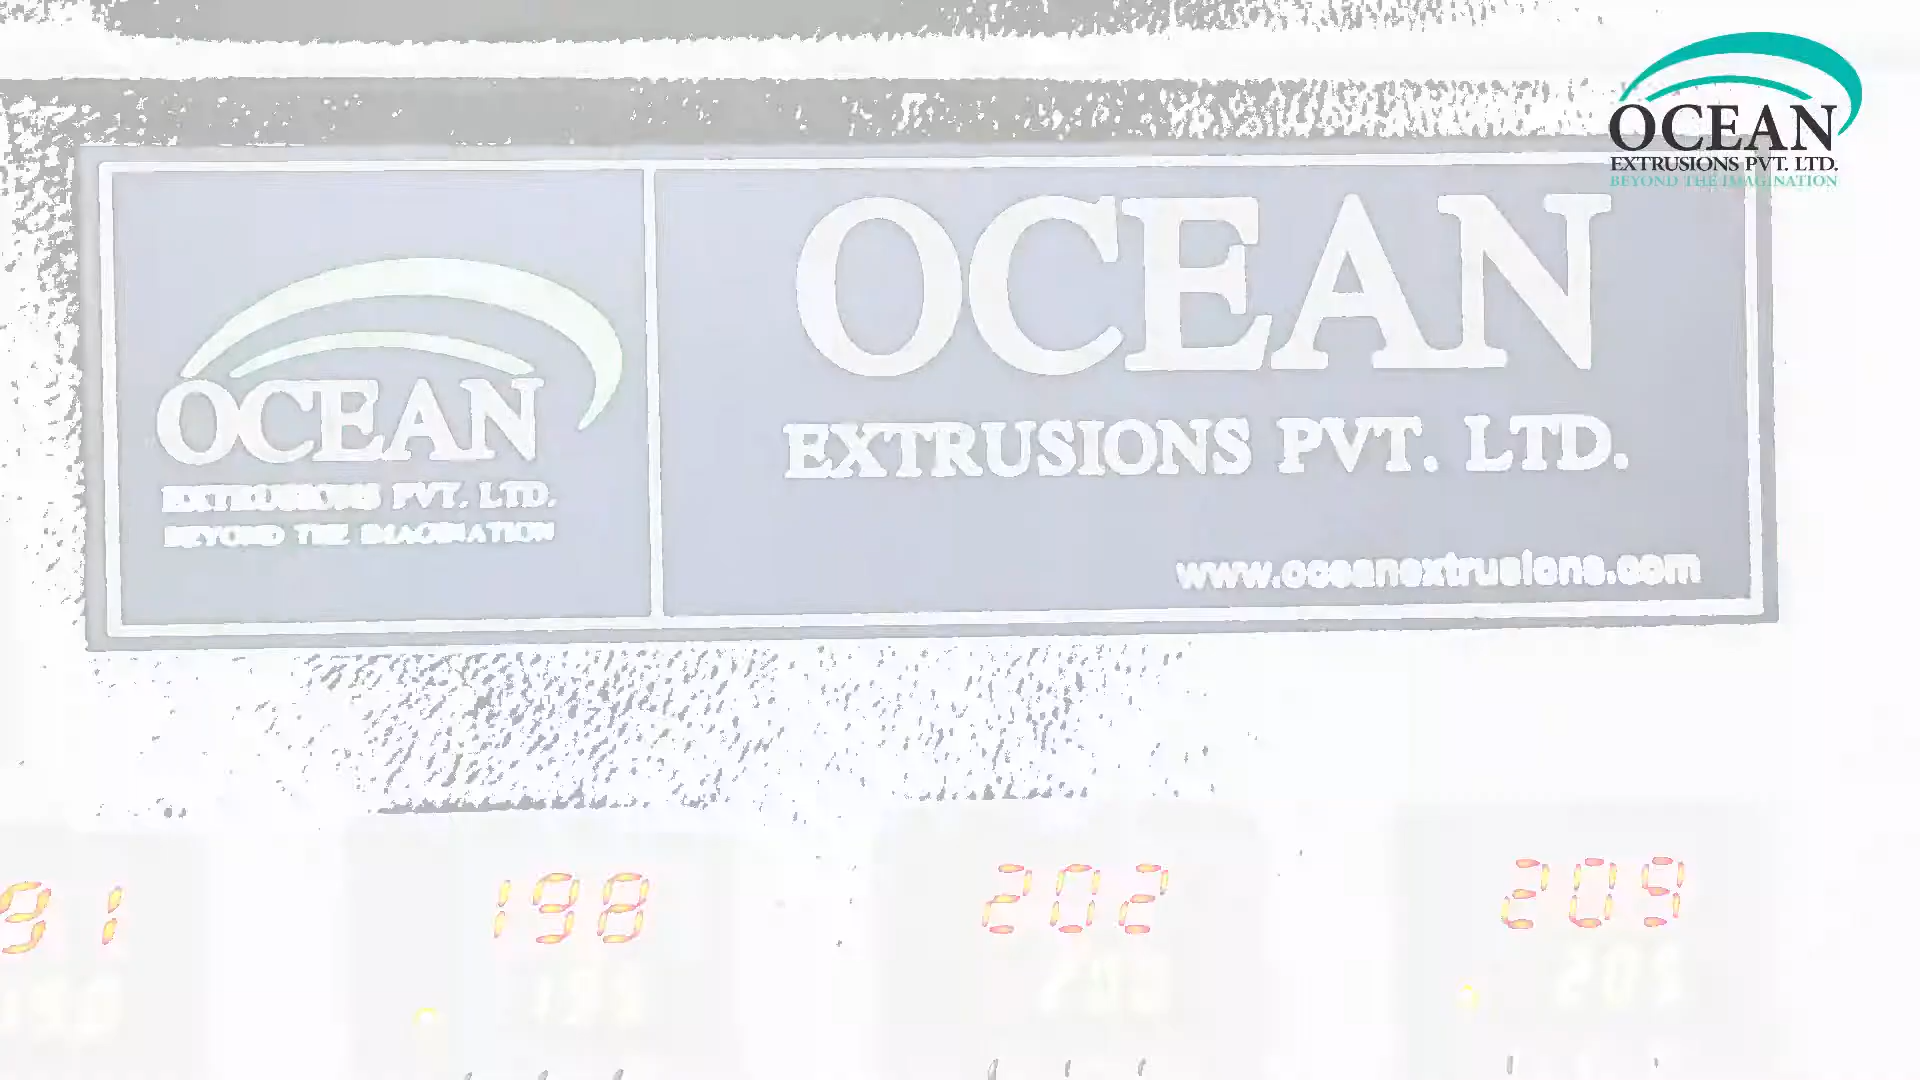 OCEAN
EXTRUSIONS PVT. LTD.
BEYOND THE IMAGINATION
OCEAN
EXTRUSIONS PVT. LTD.
BEYOND THE IMAGINATION
OCEAN
EXTRUSIONS PVT. LTD.
www.oceanextrusions.com
91 198 202 209